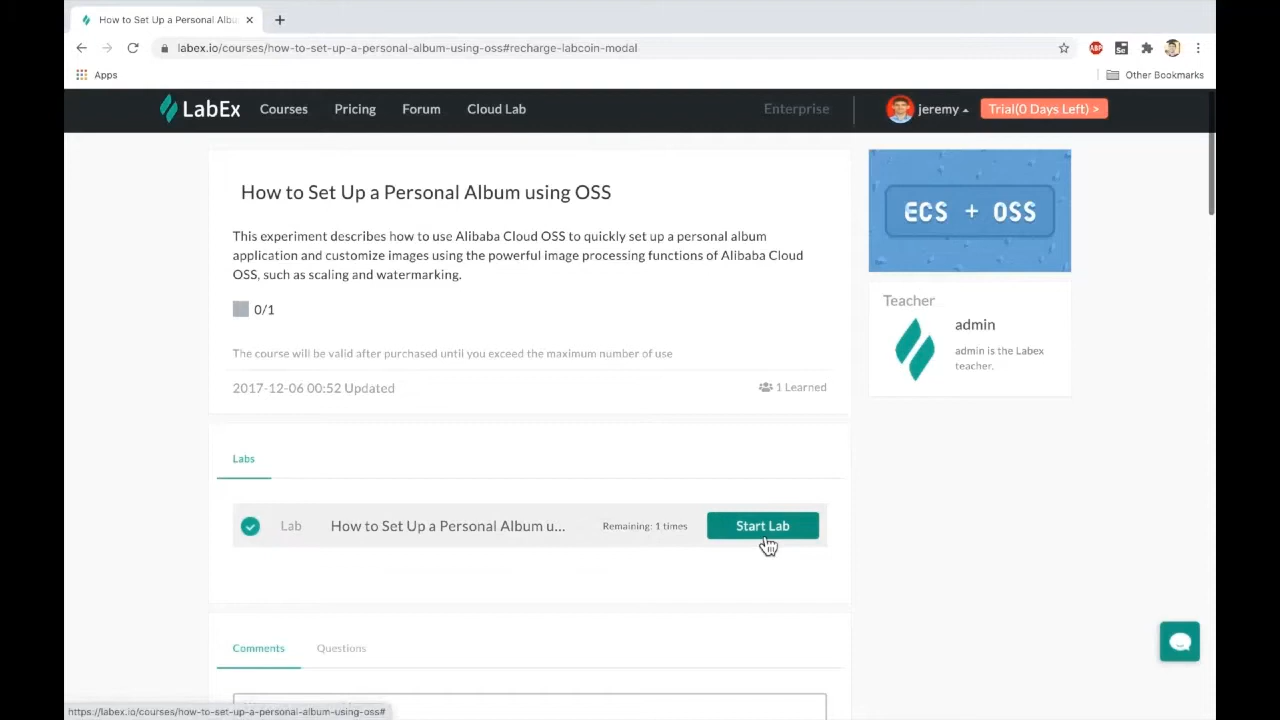 How to Set Up a Personal Albu
labex.io/courses/how-to-set-up-a-personal-album-using-oss#recharge-labcoin-modal
ABP
Se
Apps
Other Bookmarks
LabEx
Courses
Pricing
Forum
Cloud Lab
Enterprise
jeremy
Trial(0 Days Left) >
How to Set Up a Personal Album using OSS
This experiment describes how to use Alibaba Cloud OSS to quickly set up a personal album
application and customize images using the powerful image processing functions of Alibaba Cloud
OSS, such as scaling and watermarking.
0/1
The course will be valid after purchased until you exceed the maximum number of use
2017-12-06 00:52 Updated
1 Learned
ECS + OSS
Teacher
admin
admin is the Labex
teacher.
Labs
Lab
How to Set Up a Personal Album u...
Remaining: 1 times
Start Lab
Comments
Questions
https://labex.io/courses/how-to-set-up-a-personal-album-using-oss#